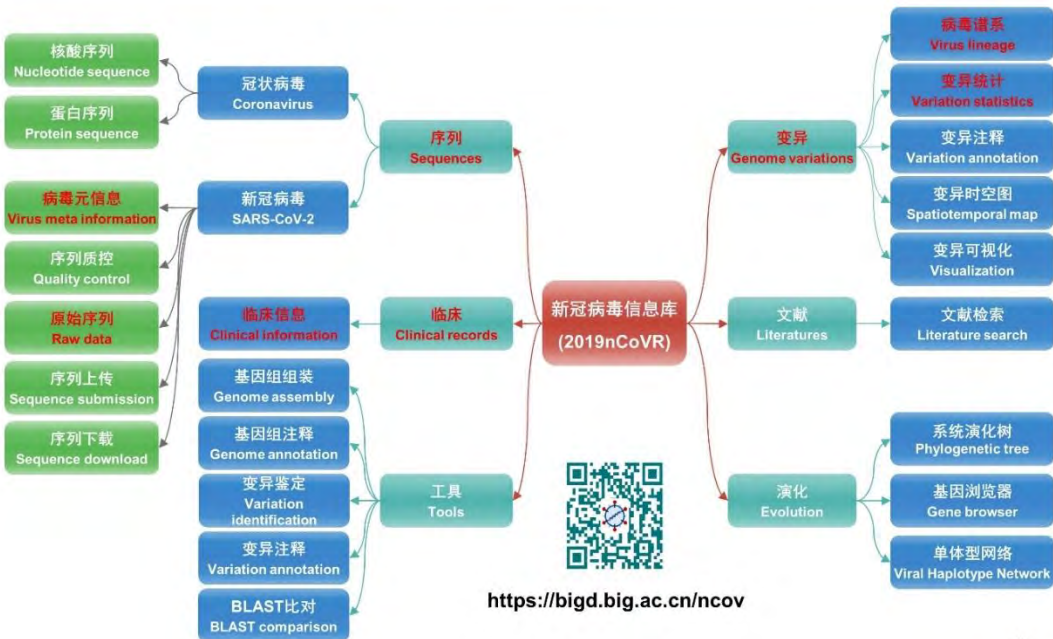 核酸序列
Nucleotide sequence
蛋白序列
Protein sequence
冠状病毒
Coronavirus
序列
Sequences
病毒元信息
Virus meta information
序列质控
Quality control
原始序列
Raw data
序列上传
Sequence submission
序列下载
Sequence download
新冠病毒
SARS-CoV-2
临床信息
Clinical information
临床
Clinical records
基因组组装
Genome assembly
基因组注释
Genome annotation
变异鉴定
Variation
identification
变异注释
Variation annotation
BLAST比对
BLAST comparison
工具
Tools
新冠病毒信息库
(2019nCoVR)
变异
Genome variations
病毒谱系
Virus lineage
变异统计
Variation statistics
变异注释
Variation annotation
变异时空图
Spatiotemporal map
变异可视化
Visualization
文献
Literatures
文献检索
Literature search
演化
Evolution
系统演化树
Phylogenetic tree
基因浏览器
Gene browser
单体型网络
Viral Haplotype Network
https://bigd.big.ac.cn/ncov